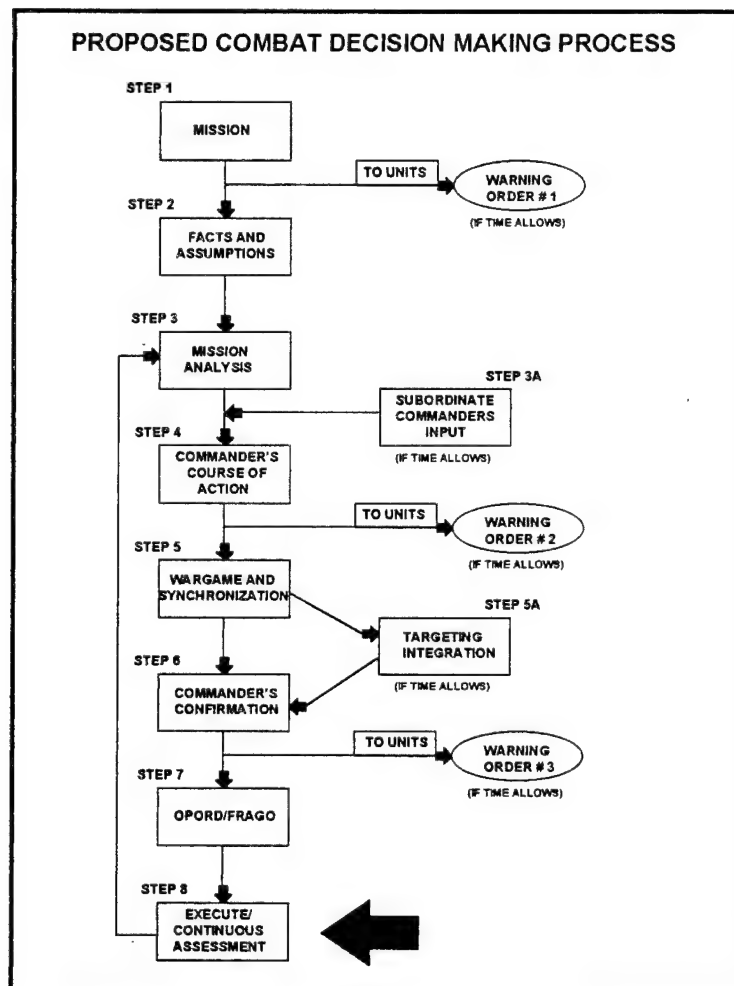 PROPOSED COMBAT DECISION MAKING PROCESS
STEP 1
MISSION
TO UNITS
WARNING
ORDER # 1
(IF TIME ALLOWS)
STEP 2
FACTS AND
ASSUMPTIONS
STEP 3
MISSION
ANALYSIS
STEP 3A
SUBORDINATE
COMMANDERS
INPUT
(IF TIME ALLOWS)
STEP 4
COMMANDER'S
COURSE OF
ACTION
TO UNITS
WARNING
ORDER # 2
(IF TIME ALLOWS)
STEP 5
WARGAME AND
SYNCHRONIZATION
STEP 5A
TARGETING
INTEGRATION
(IF TIME ALLOWS)
STEP 6
COMMANDER'S
CONFIRMATION
TO UNITS
WARNING
ORDER # 3
(IF TIME ALLOWS)
STEP 7
OPORD/FRAGO
STEP 8
EXECUTE/
CONTINUOUS
ASSESSMENT